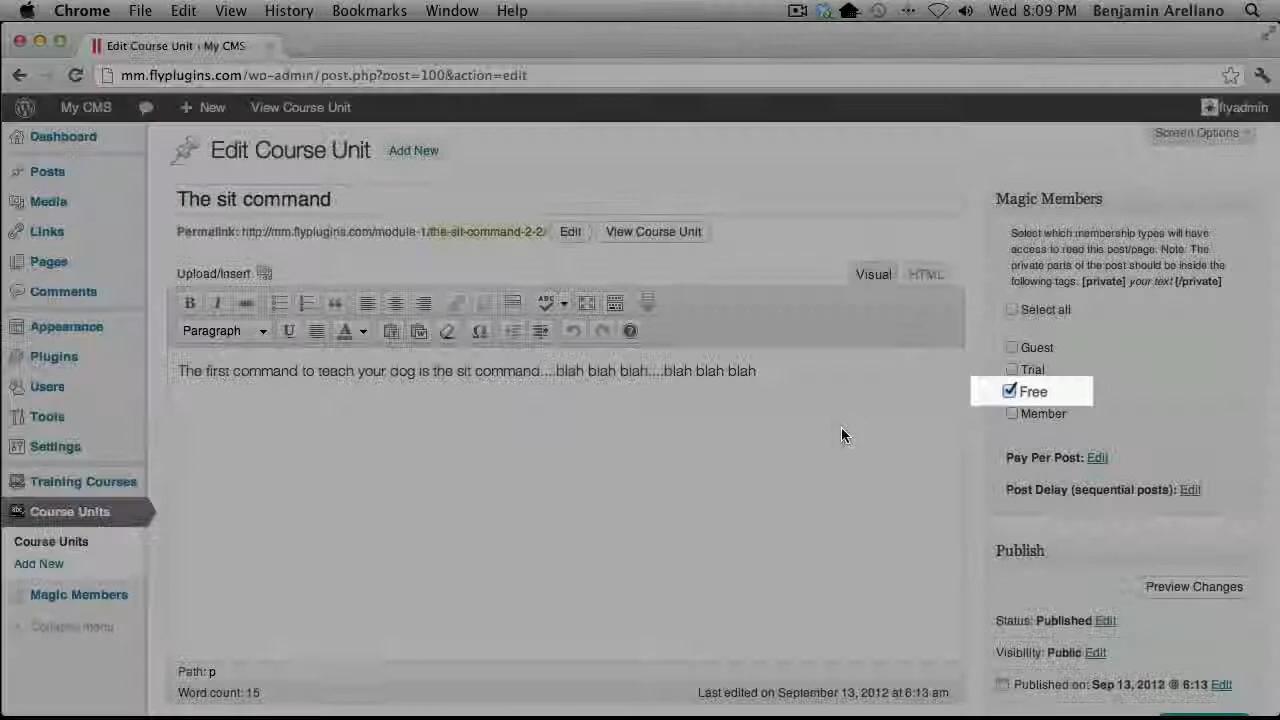 Chrome File Edit View History Bookmarks Window Help Wed 8:09 PM Benjamin Arellano
Edit Course Unit ‹ My CMS
mm.flyplugins.com/wp-admin/post.php?post=100&action=edit
My CMS + New View Course Unit flyadmin
Dashboard
Posts
Media
Links
Pages
Comments
Appearance
Plugins
Users
Tools
Settings
Training Courses
Course Units
Course Units
Add New
Magic Members
Collapse menu
Screen Options
Edit Course Unit Add New
The sit command
Permalink: http://mm.flyplugins.com/module-1/the-sit-command-2-2/ Edit View Course Unit
Upload/Insert Visual HTML
B I ABC ABC
Paragraph U A Ω
The first command to teach your dog is the sit command....blah blah blah....blah blah blah
Path: p
Word count: 15 Last edited on September 13, 2012 at 6:13 am
Magic Members
Select which membership types will have
access to read this post/page. Note: The
private parts of the post should be inside the
following tags. [private] your text [/private]
Select all
Guest
Trial
Free
Member
Pay Per Post: Edit
Post Delay (sequential posts): Edit
Publish
Preview Changes
Status: Published Edit
Visibility: Public Edit
Published on: Sep 13, 2012 @ 6:13 Edit